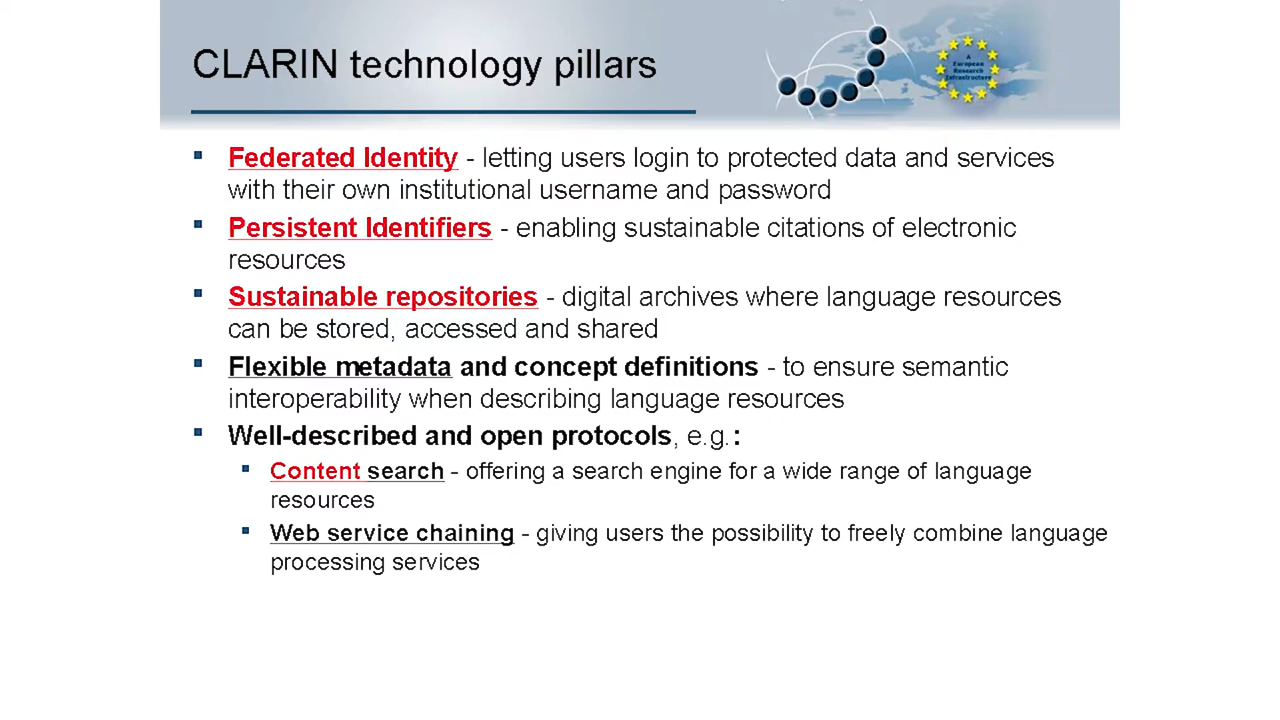 CLARIN technology pillars
A
European
Research
Infrastructure
Federated Identity - letting users login to protected data and services
with their own institutional username and password
Persistent Identifiers - enabling sustainable citations of electronic
resources
Sustainable repositories - digital archives where language resources
can be stored, accessed and shared
Flexible metadata and concept definitions - to ensure semantic
interoperability when describing language resources
Well-described and open protocols, e.g.:
Content search - offering a search engine for a wide range of language
resources
Web service chaining - giving users the possibility to freely combine language
processing services